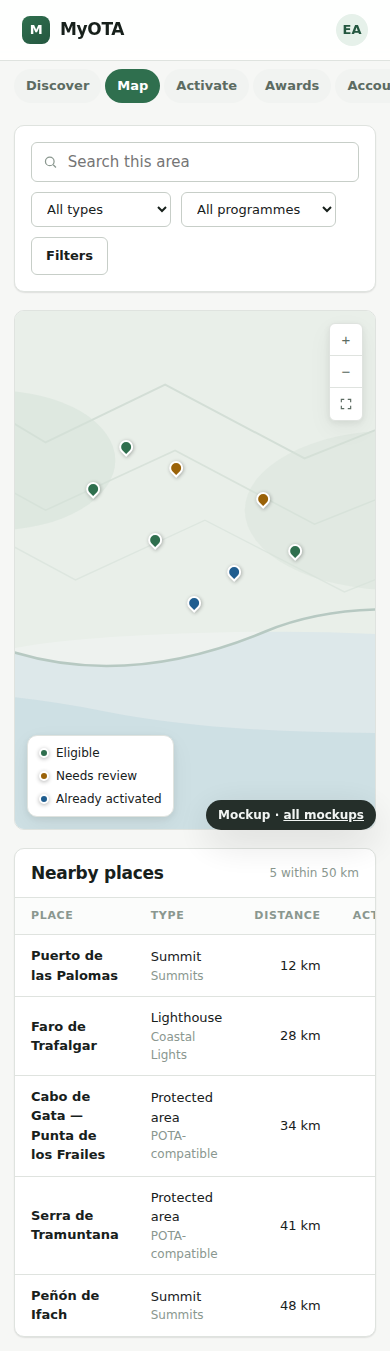 M MyOTA EA
Discover Map Activate Awards Accou
Search this area
All types All programmes
Filters
+
−
Eligible
Needs review
Already activated
Mockup · all mockups
Nearby places 5 within 50 km
PLACE TYPE DISTANCE ACT
Puerto de las Palomas
Summit
Summits
12 km
Faro de Trafalgar
Lighthouse
Coastal Lights
28 km
Cabo de Gata — Punta de los Frailes
Protected area
POTA-compatible
34 km
Serra de Tramuntana
Protected area
POTA-compatible
41 km
Peñón de Ifach
Summit
Summits
48 km